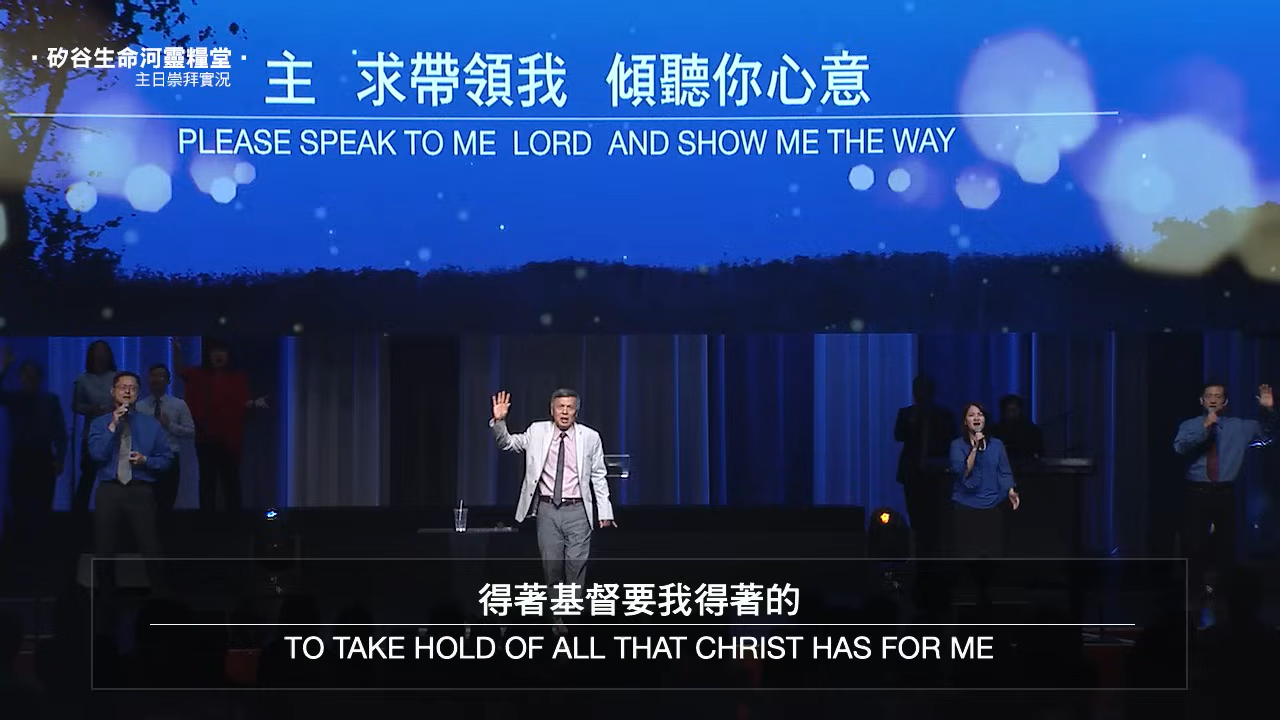 ·矽谷生命河靈糧堂·
主日崇拜實況
主 求帶領我 傾聽你心意
PLEASE SPEAK TO ME LORD AND SHOW ME THE WAY
得著基督要我得著的
TO TAKE HOLD OF ALL THAT CHRIST HAS FOR ME